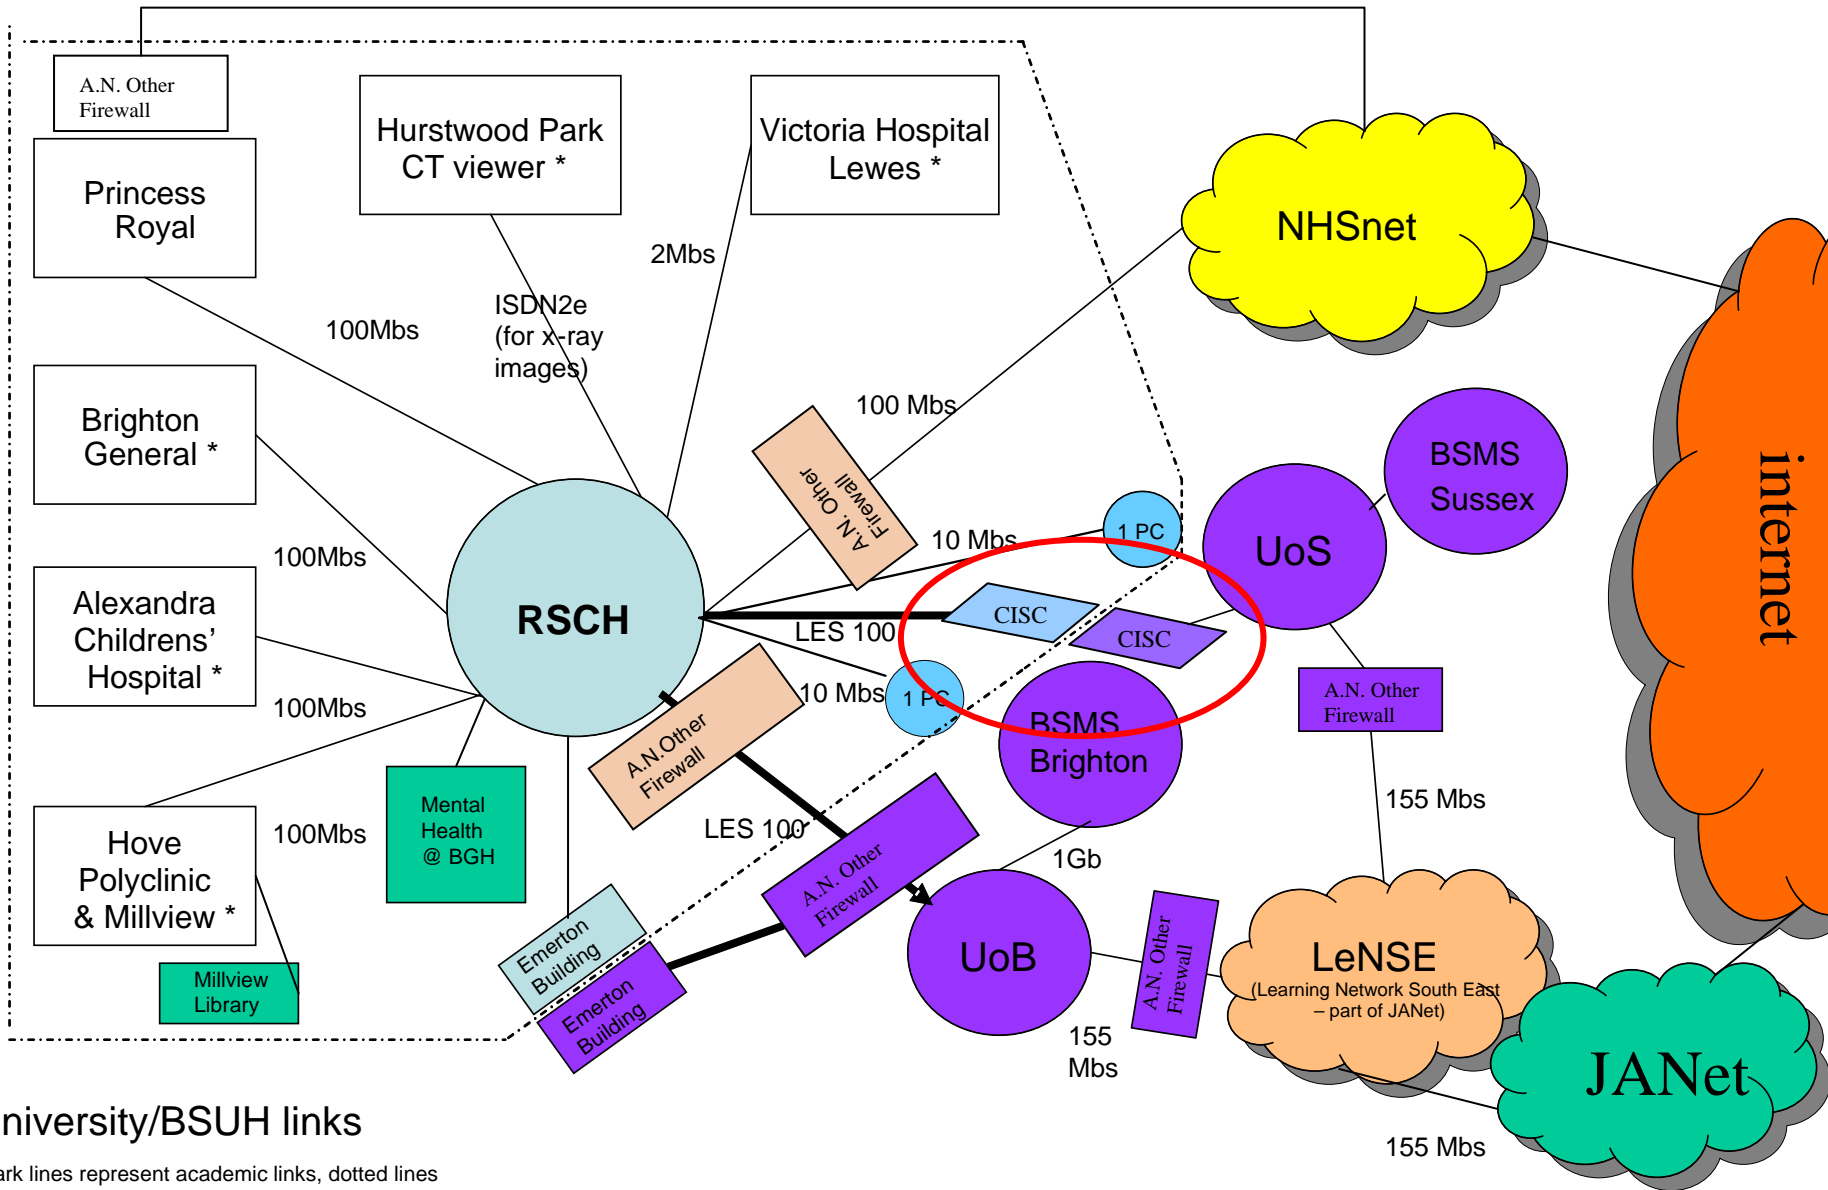 A.N. Other
Firewall
Princess
Royal
Hurstwood Park
CT viewer *
Victoria Hospital
Lewes *
NHSnet
2Mbs
ISDN2e
(for x-ray
images)
100Mbs
100 Mbs
Brighton
General *
A.N. Other
Firewall
BSMS
Sussex
internet
1 PC
10 Mbs
UoS
100Mbs
Alexandra
Childrens’
Hospital *
RSCH
CISC
CISC
LES 100
10 Mbs
1 PC
A.N. Other
Firewall
100Mbs
A.N.Other
Firewall
BSMS
Brighton
155 Mbs
Mental
Health
@ BGH
100Mbs
Hove
Polyclinic
& Millview *
LES 100
A.N. Other
Firewall
1Gb
Emerton
Building
Emerton
Building
UoB
A.N. Other
Firewall
LeNSE
(Learning Network South East
– part of JANet)
Millview
Library
155
Mbs
JANet
155 Mbs
niversity/BSUH links
ark lines represent academic links, dotted lines